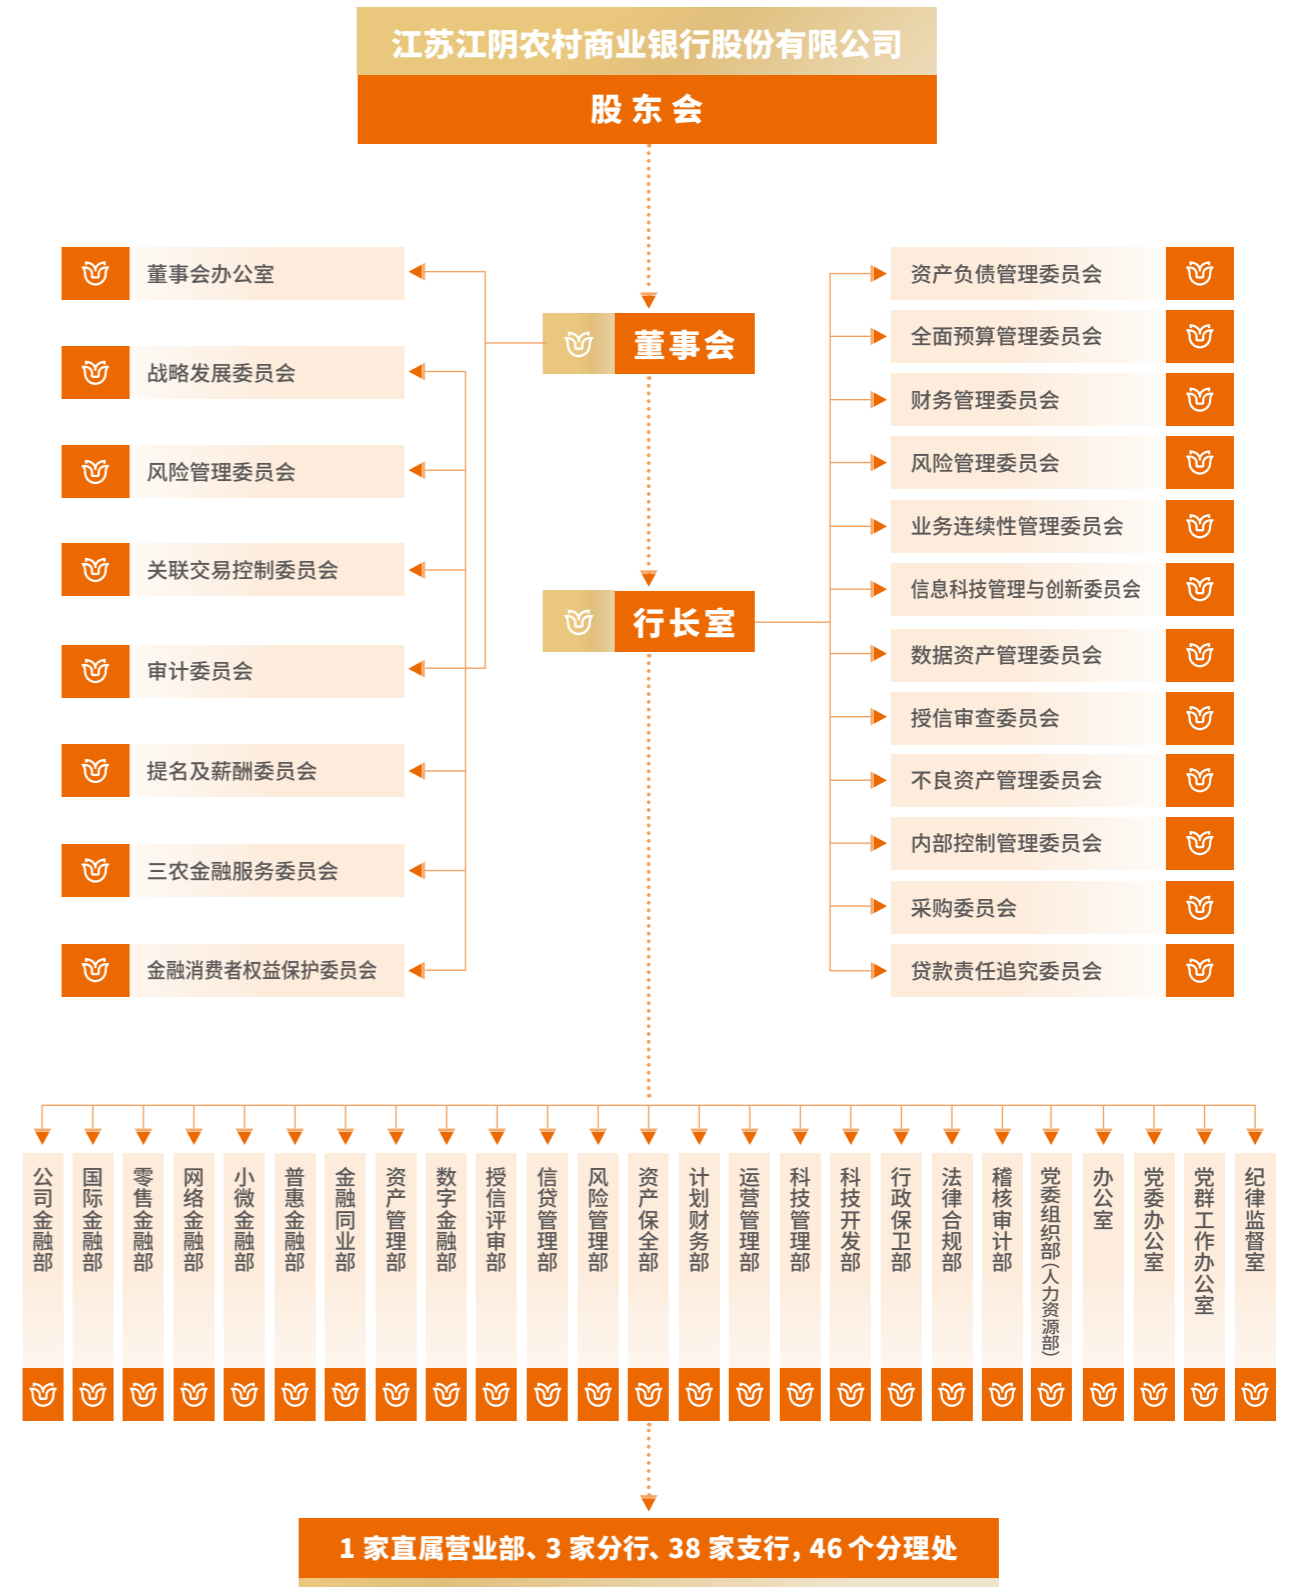 江苏江阴农村商业银行股份有限公司
股东会
董事会
行长室
董事会办公室
战略发展委员会
风险管理委员会
关联交易控制委员会
审计委员会
提名及薪酬委员会
三农金融服务委员会
金融消费者权益保护委员会
资产负债管理委员会
全面预算管理委员会
财务管理委员会
风险管理委员会
业务连续性管理委员会
信息科技管理与创新委员会
数据资产管理委员会
授信审查委员会
不良资产管理委员会
内部控制管理委员会
采购委员会
贷款责任追究委员会
公司金融部
国际金融部
零售金融部
网络金融部
小微金融部
普惠金融部
金融同业部
资产管理部
数字金融部
授信评审部
信贷管理部
风险管理部
资产保全部
计划财务部
运营管理部
科技管理部
科技开发部
行政保卫部
法律合规部
稽核审计部
党委组织部(人力资源部)
办公室
党委办公室
党群工作办公室
纪律监督室
1 家直属营业部、3 家分行、38 家支行，46 个分理处